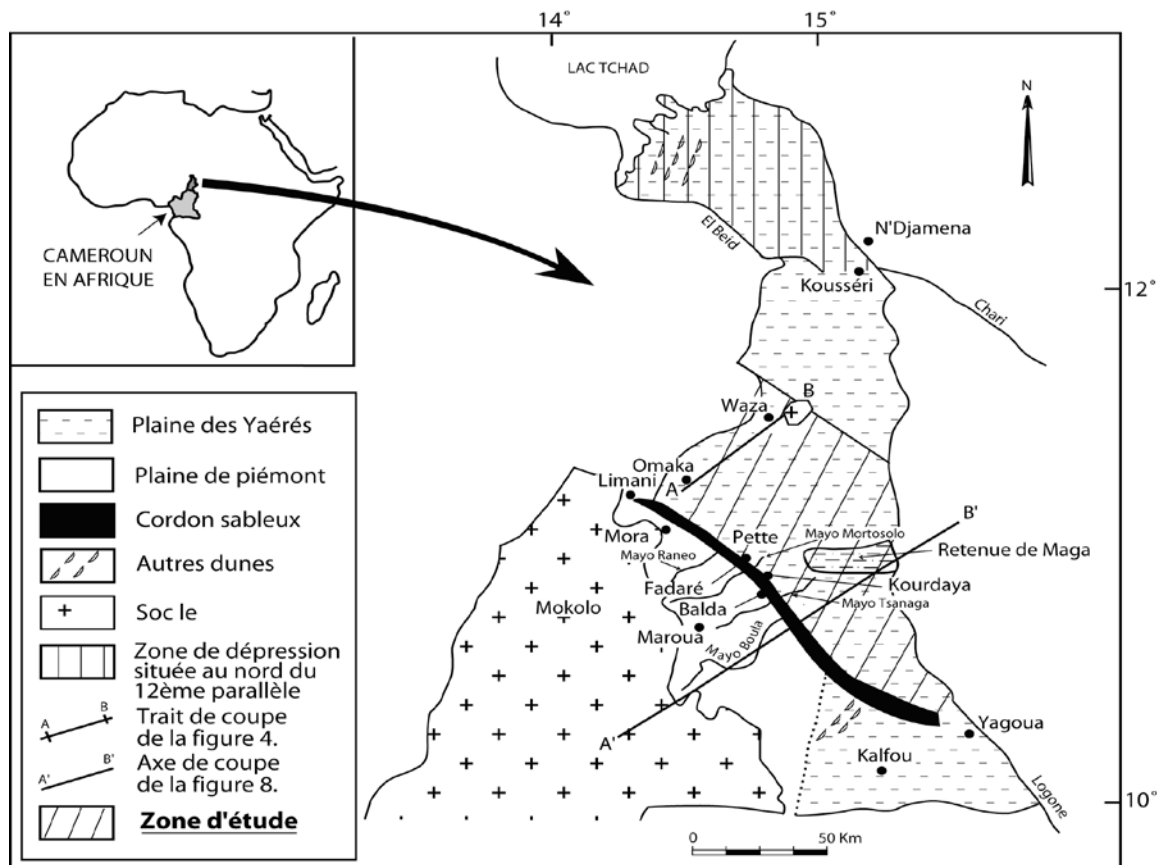 14°
15°
LAC TCHAD
N
CAMEROUN
EN AFRIQUE
El Beid
N'Djamena
Kousséri
12°
Chari
Waza
B
Omaka
Limani
A
B'
Mora
Pette
Mayo Mortosolo
Mayo Raneo
Retenue de Maga
Fadaré
Kourdaya
Mokolo
Balda
Mayo Tsanaga
Maroua
Mayo Boula
A'
Yagoua
Kalfou
Logone
10°
0 50 Km
Plaine des Yaérés
Plaine de piémont
Cordon sableux
Autres dunes
+ Soc le
Zone de dépression
située au nord du
12ème parallèle
A B Trait de coupe
de la figure 4.
A' B' Axe de coupe
de la figure 8.
Zone d'étude